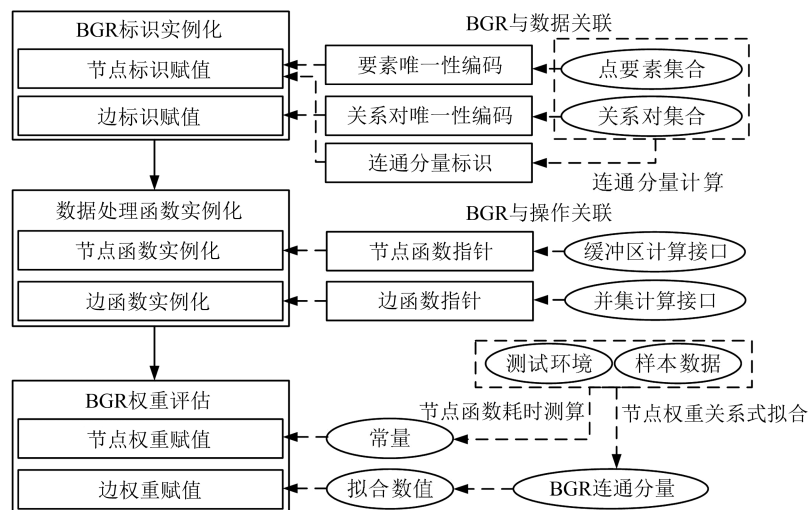 BGR标识实例化
BGR与数据关联
节点标识赋值
要素唯一性编码
点要素集合
边标识赋值
关系对唯一性编码
关系对集合
连通分量标识
连通分量计算
数据处理函数实例化
BGR与操作关联
节点函数实例化
节点函数指针
缓冲区计算接口
边函数实例化
边函数指针
并集计算接口
测试环境
样本数据
BGR权重评估
节点函数耗时测算
节点权重关系式拟合
节点权重赋值
常量
边权重赋值
拟合数值
BGR连通分量